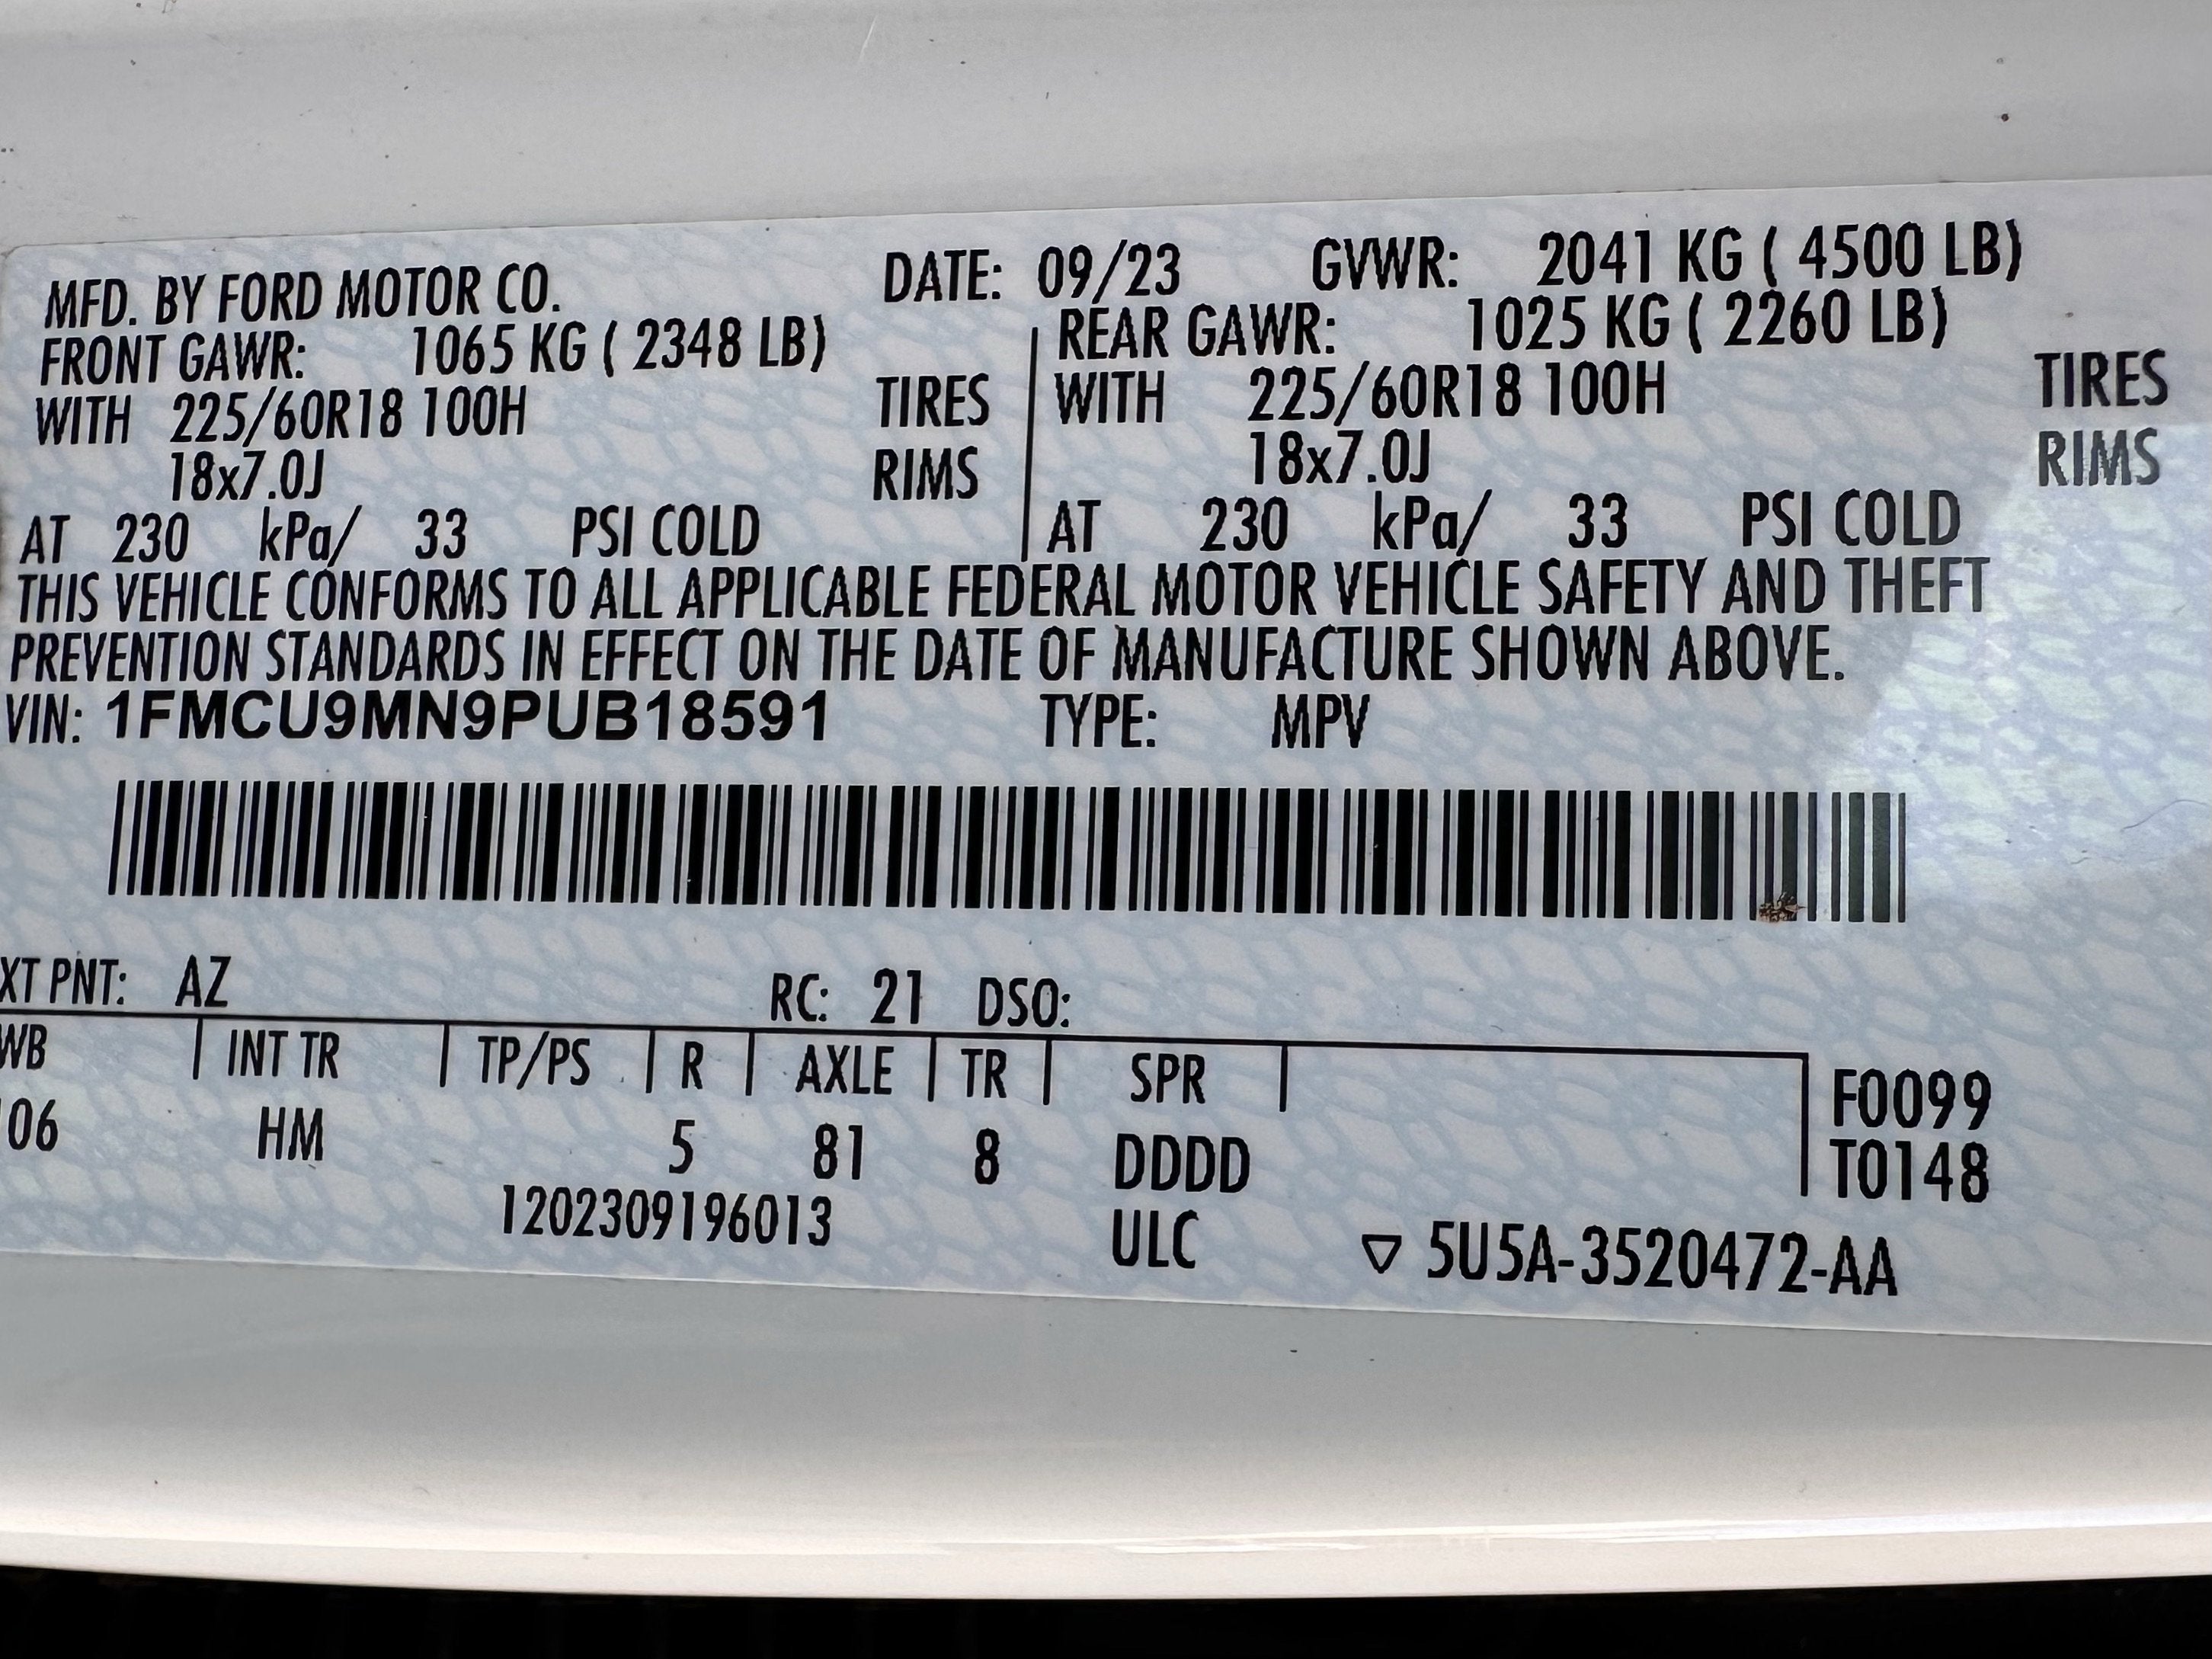 MFD. BY FORD MOTOR CO. DATE: 09/23 GVWR: 2041 KG ( 4500 LB)
FRONT GAWR: 1065 KG ( 2348 LB) REAR GAWR: 1025 KG ( 2260 LB)
WITH 225/60R18 100H TIRES WITH 225/60R18 100H TIRES
18x7.0J RIMS 18x7.0J RIMS
AT 230 kPa/ 33 PSI COLD AT 230 kPa/ 33 PSI COLD
THIS VEHICLE CONFORMS TO ALL APPLICABLE FEDERAL MOTOR VEHICLE SAFETY AND THEFT
PREVENTION STANDARDS IN EFFECT ON THE DATE OF MANUFACTURE SHOWN ABOVE.
VIN: 1FMCU9MN9PUB18591 TYPE: MPV
XT PNT: AZ RC: 21 DSO:
WB INT TR TP/PS R AXLE TR SPR F0099
06 HM 5 81 8 DDDD T0148
1202309196013 ULC ▽ 5U5A-3520472-AA